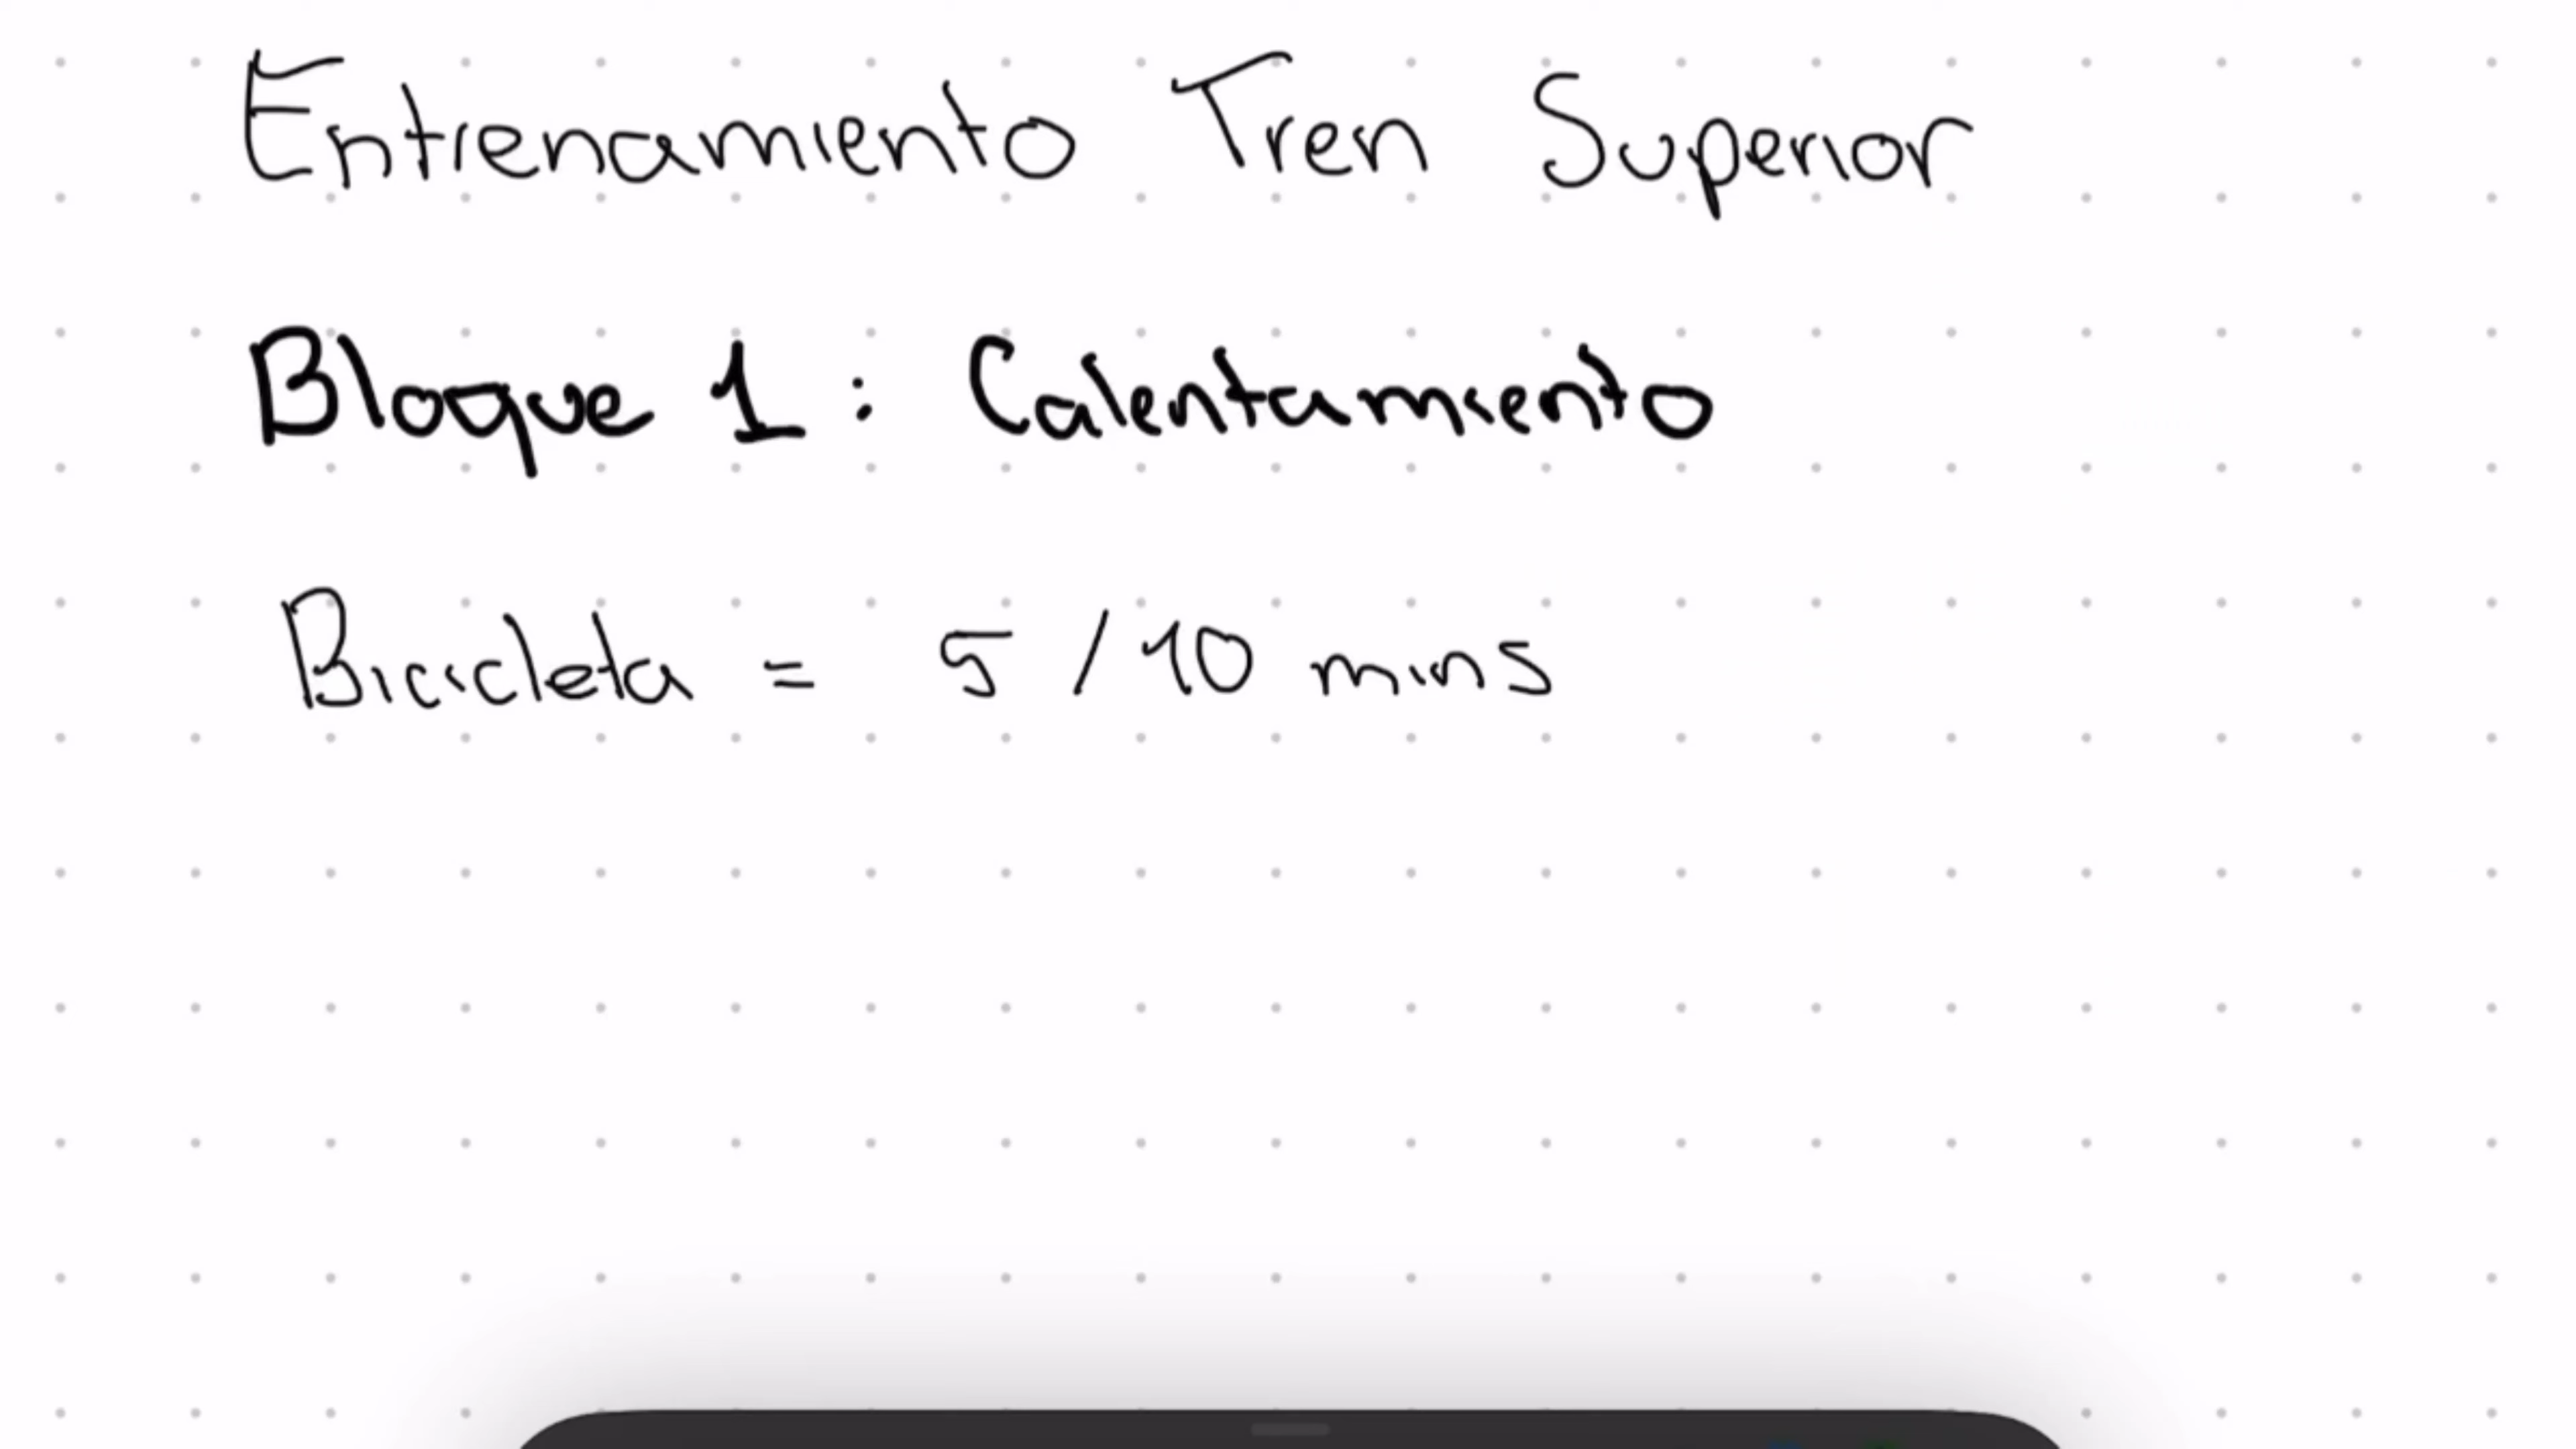 Entrenamiento Tren Superior
Bloque 1 : Calentamiento
Bicicleta = 5 / 10 mins